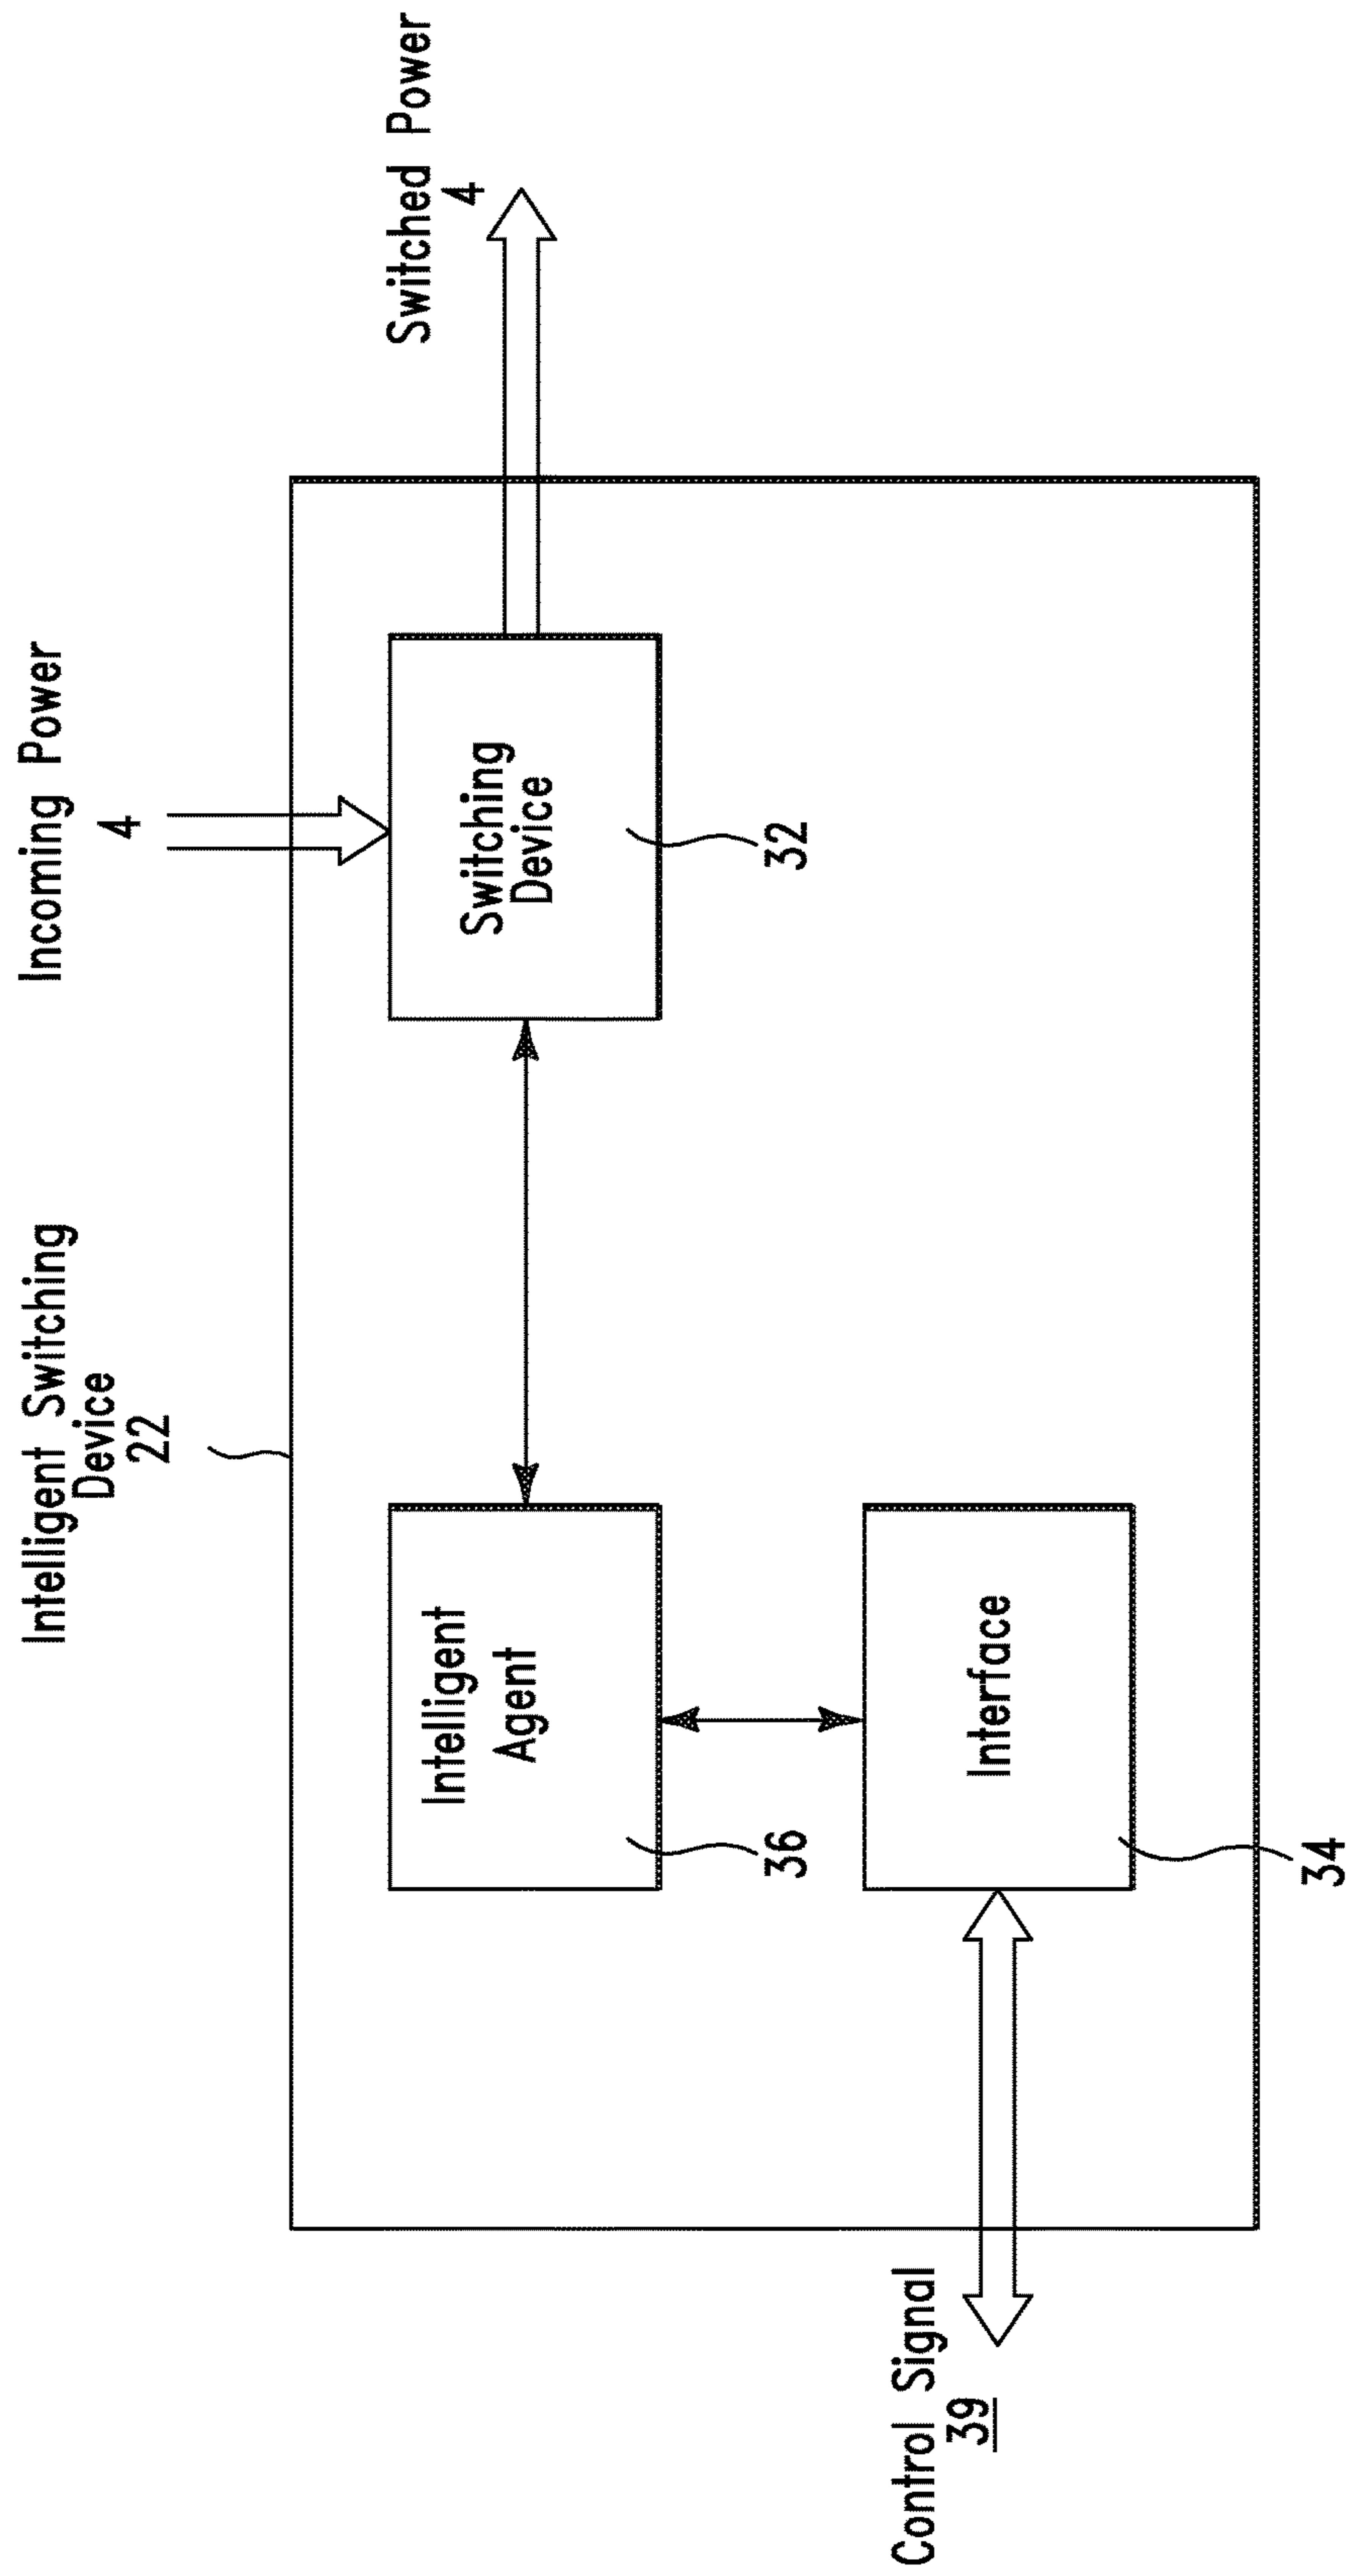 Incoming Power
4
Intelligent Switching
Device
22
Switched Power
4
Switching
Device
32
Intelligent
Agent
36
Interface
34
Control Signal
39